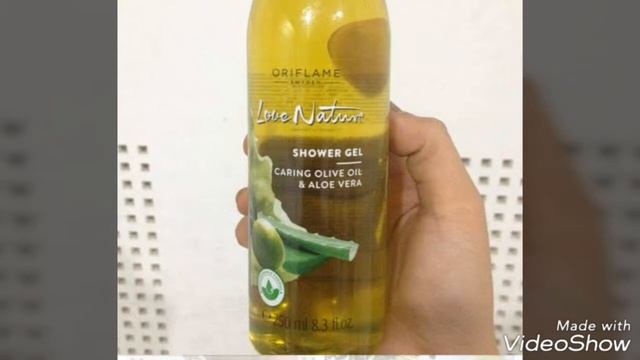 ORIFLAME
SWEDEN
Love Nature
SHOWER GEL
CARING OLIVE OIL
& ALOE VERA
250 ml 8.3 fl.oz.
Made with
VideoShow